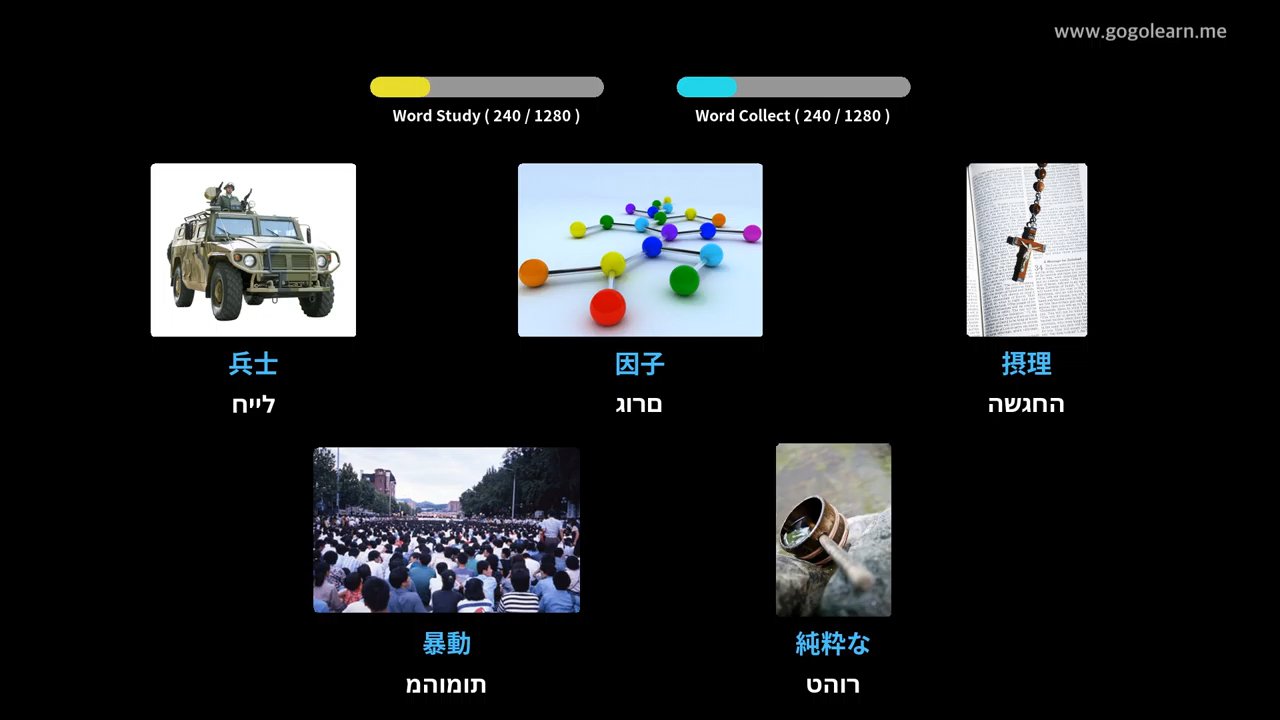 www.gogolearn.me
Word Study ( 240 / 1280 )
Word Collect ( 240 / 1280 )
兵士
לייח
因子
םרוג
摂理
החגשה
暴動
תומוהמ
純粋な
רוהט